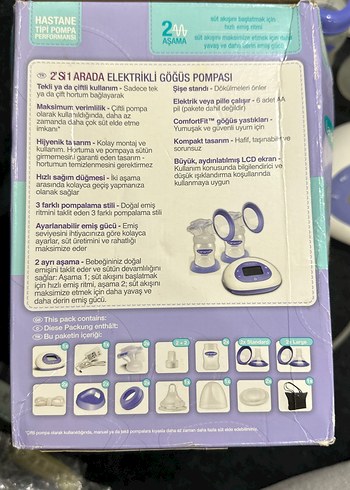 HASTANE
TİPİ POMPA
PERFORMANSI
2
AŞAMA
süt akışını başlatmak için
hızlı emiş ritmi
süt akışını maksimize etmek için daha
yavaş ve daha derin emiş gücü
TR 2'Sİ 1 ARADA ELEKTRİKLİ GÖĞÜS POMPASI
Tekli ya da çiftli kullanım - Sadece tek
ya da çift hortum bağlayarak
Maksimum verimlilik - Çiftli pompa
olarak kullanıldığında, daha az
zamanda daha çok süt elde etme
imkanı*
Hijyenik tasarım - Kolay montaj ve
kullanım. Hortuma ve pompaya sütün
girmemesini garanti eden tasarım -
hortumun temizlenmesini gerektirmez
Hızlı sağım düğmesi - İki aşama
arasında kolayca geçiş yapmanıza
olanak sağlar
3 farklı pompalama stili - Doğal emiş
ritmini taklit eden 3 farklı pompalama stili
Ayarlanabilir emiş gücü - Emiş
seviyesini ihtiyacınıza göre kolayca
ayarlar, süt üretimini ve rahatlığı
maksimize eder
2 ayrı aşama - Bebeğinizin doğal
emişini taklit eder ve sütün devamlılığını
sağlar; Aşama 1; süt akışını başlatmak
için hızlı emiş ritmi, aşama 2; süt akışını
maksimize etmek için daha yavaş ve
daha derin emiş gücü.
Şişe standı - Dökülmeleri önler
Elektrik veya pille çalışır - 6 adet AA
pil (pakete dahil değildir)
ComfortFit™ göğüs yastıkları -
Yumuşak ve güvenli uyum için
Kompakt tasarım - Hafif, taşınabilir ve
sorunsuz
Büyük, aydınlatılmış LCD ekran -
Kullanım konusunda bilgilendirici ve
düşük ışıklandırma koşullarında
kullanmaya uygun
This pack contains:
Diese Packung enthält:
Bu paketin içeriği:
2x Standard
2x Large